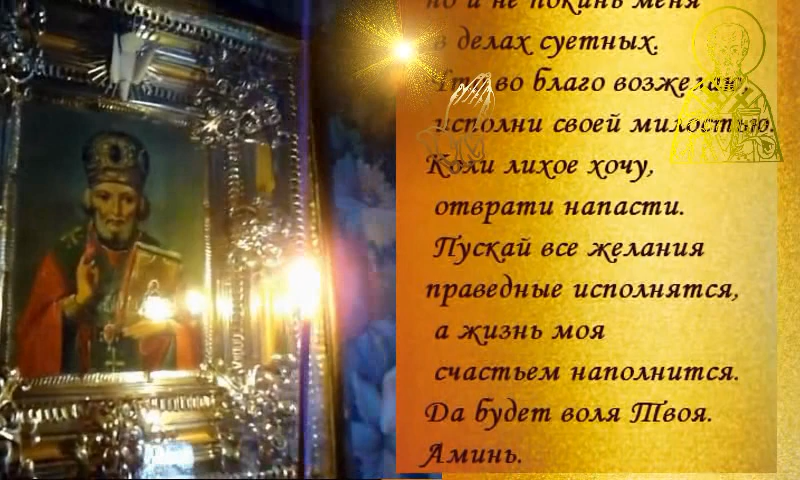 но и не покинь меня
в делах суетных.
Что во благо возжелаю,
исполни своей милостью.
Коли лихое хочу,
отврати напасти.
Пускай все желания
праведные исполнятся,
а жизнь моя
счастьем наполнится.
Да будет воля Твоя.
Аминь.